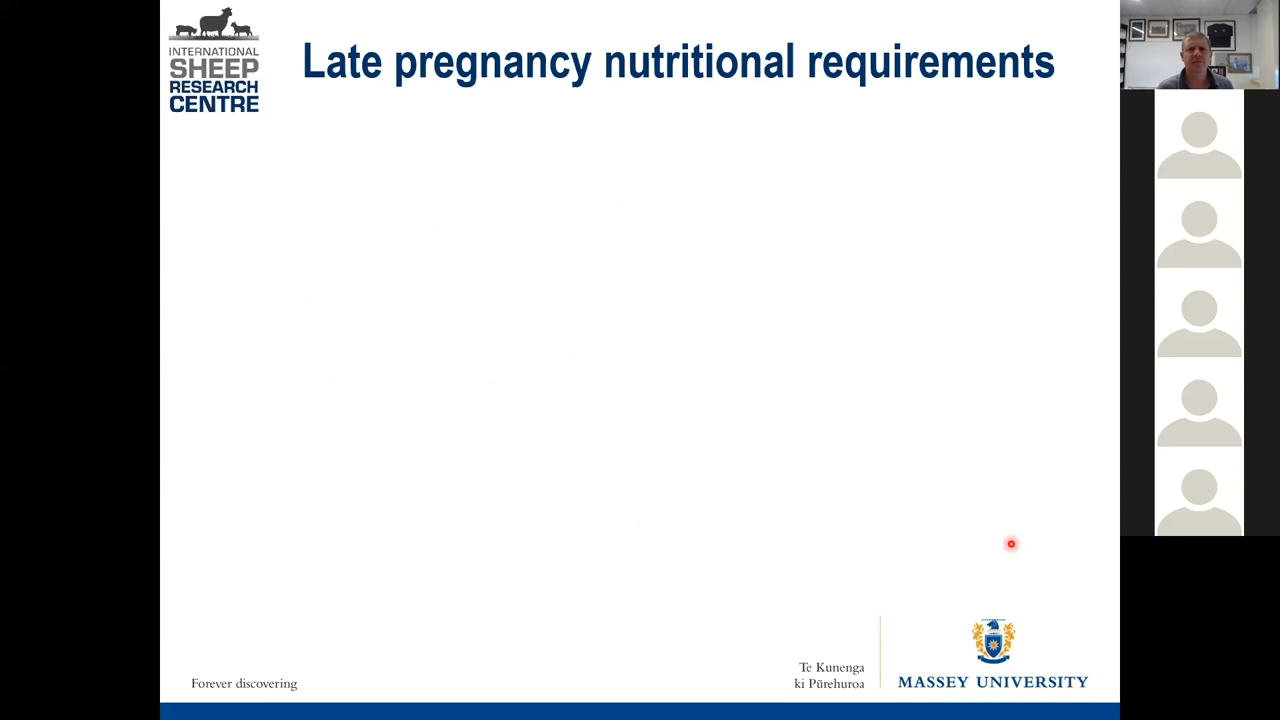 INTERNATIONAL
SHEEP
RESEARCH
CENTRE
Late pregnancy nutritional requirements
Forever discovering
Te Kunenga
ki Pūrehuroa
MASSEY UNIVERSITY